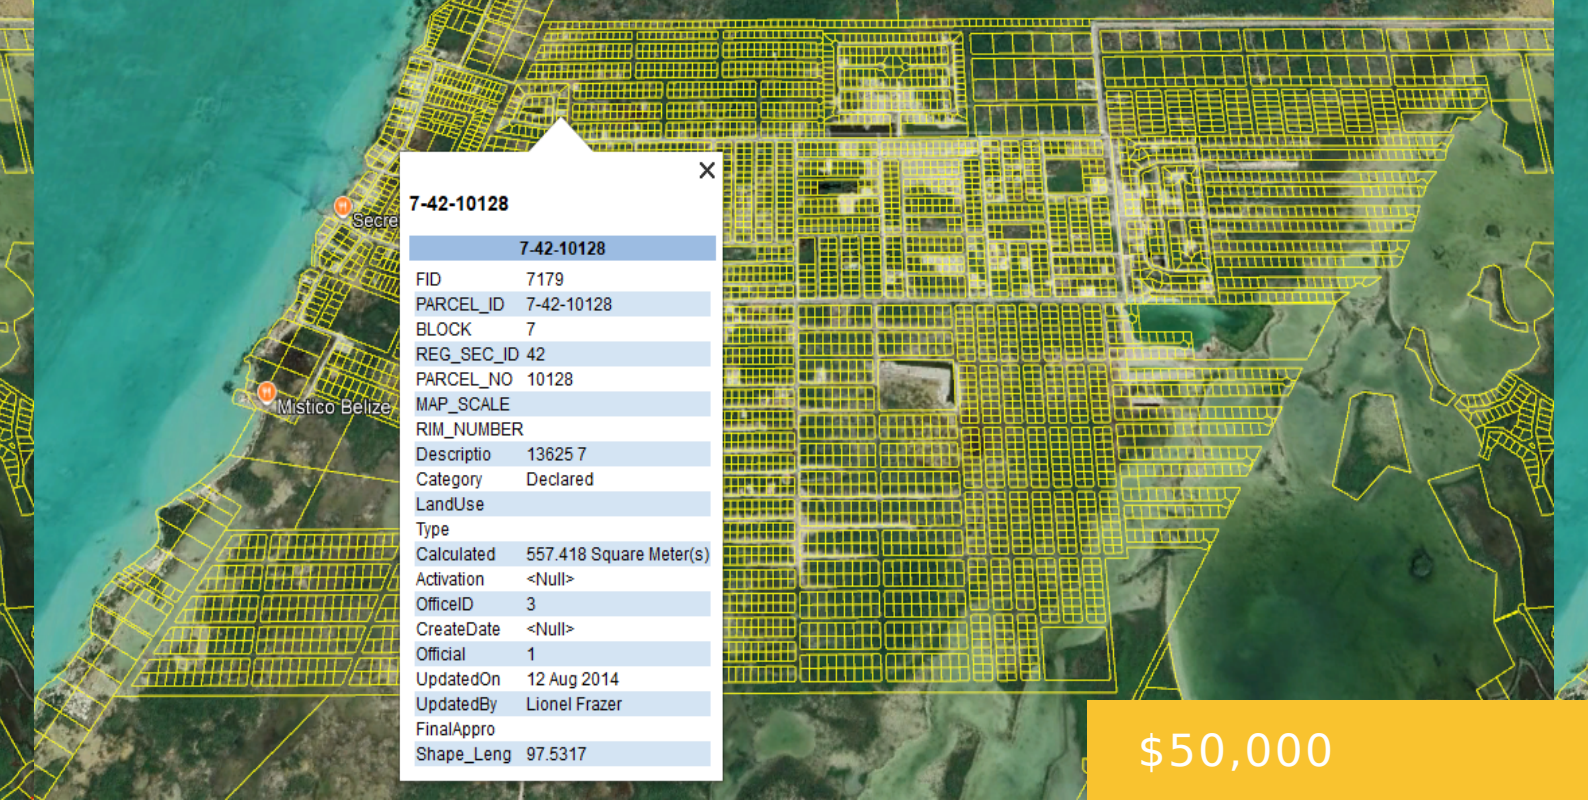 7-42-10128
7-42-10128
FID 7179
PARCEL_ID 7-42-10128
BLOCK 7
REG_SEC_ID 42
PARCEL_NO 10128
MAP_SCALE
RIM_NUMBER
Descriptio 13625 7
Category Declared
LandUse
Type
Calculated 557.418 Square Meter(s)
Activation <Null>
OfficeID 3
CreateDate <Null>
Official 1
UpdatedOn 12 Aug 2014
UpdatedBy Lionel Frazer
FinalAppro
Shape_Leng 97.5317
Secre
Mistico Belize
$50,000